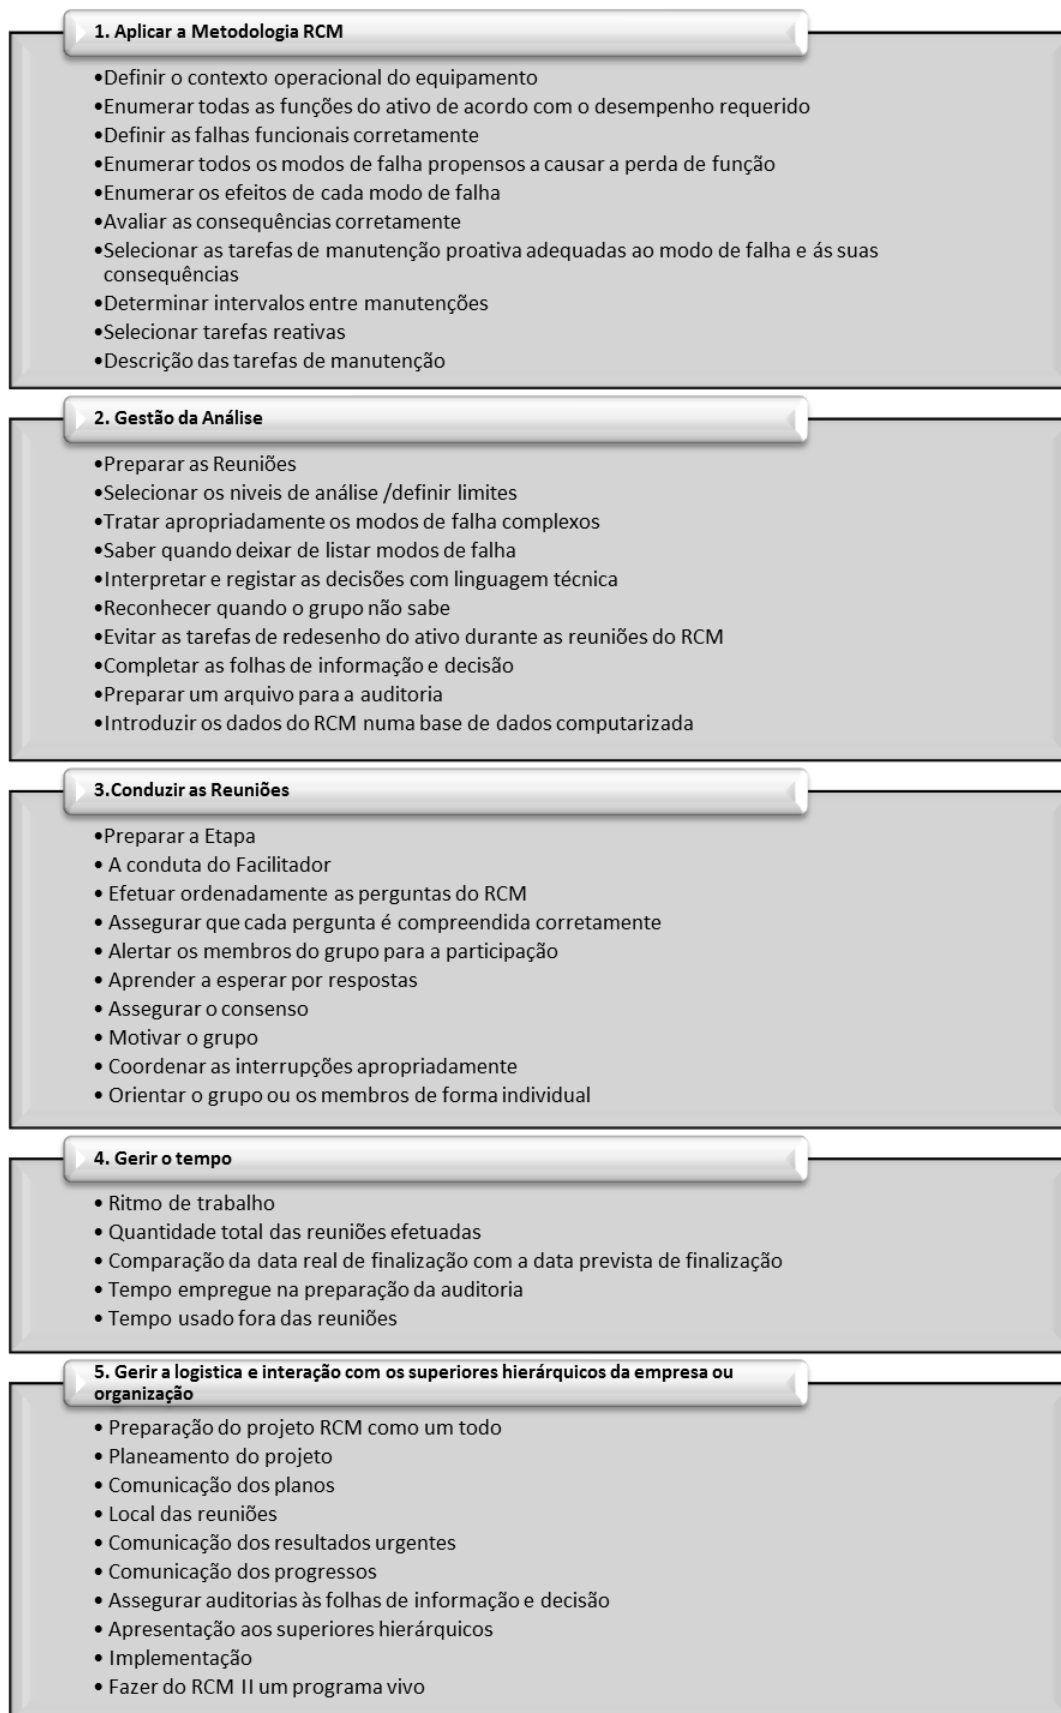 1. Aplicar a Metodologia RCM
•Definir o contexto operacional do equipamento
•Enumerar todas as funções do ativo de acordo com o desempenho requerido
•Definir as falhas funcionais corretamente
•Enumerar todos os modos de falha propensos a causar a perda de função
•Enumerar os efeitos de cada modo de falha
•Avaliar as consequências corretamente
•Selecionar as tarefas de manutenção proativa adequadas ao modo de falha e ás suas
consequências
•Determinar intervalos entre manutenções
•Selecionar tarefas reativas
•Descrição das tarefas de manutenção
2. Gestão da Análise
•Preparar as Reuniões
•Selecionar os niveis de análise /definir limites
•Tratar apropriadamente os modos de falha complexos
•Saber quando deixar de listar modos de falha
•Interpretar e registar as decisões com linguagem técnica
•Reconhecer quando o grupo não sabe
•Evitar as tarefas de redesenho do ativo durante as reuniões do RCM
•Completar as folhas de informação e decisão
•Preparar um arquivo para a auditoria
•Introduzir os dados do RCM numa base de dados computarizada
3.Conduzir as Reuniões
•Preparar a Etapa
• A conduta do Facilitador
• Efetuar ordenadamente as perguntas do RCM
• Assegurar que cada pergunta é compreendida corretamente
• Alertar os membros do grupo para a participação
• Aprender a esperar por respostas
• Assegurar o consenso
• Motivar o grupo
• Coordenar as interrupções apropriadamente
• Orientar o grupo ou os membros de forma individual
4. Gerir o tempo
• Ritmo de trabalho
• Quantidade total das reuniões efetuadas
• Comparação da data real de finalização com a data prevista de finalização
• Tempo empregue na preparação da auditoria
• Tempo usado fora das reuniões
5. Gerir a logistica e interação com os superiores hierárquicos da empresa ou
organização
• Preparação do projeto RCM como um todo
• Planeamento do projeto
• Comunicação dos planos
• Local das reuniões
• Comunicação dos resultados urgentes
• Comunicação dos progressos
• Assegurar auditorias às folhas de informação e decisão
• Apresentação aos superiores hierárquicos
• Implementação
• Fazer do RCM II um programa vivo